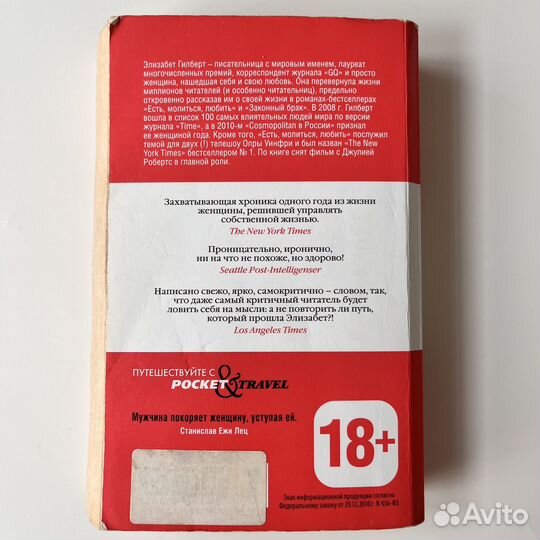 Элизабет Гилберт – писательница с мировым именем, лауреат
многочисленных премий, корреспондент журнала «GQ» и просто
женщина, нашедшая себя и свою любовь. Она перевернула жизни
миллионов читателей (и особенно читательниц), предельно
откровенно рассказав им о своей жизни в романах-бестселлерах
«Есть, молиться, любить» и «Законный брак». В 2008 г. Гилберт
вошла в список 100 самых влиятельных людей мира по версии
журнала «Time», а в 2010-м «Cosmopolitan в России» признал
ее женщиной года. Кроме того, «Есть, молиться, любить» послужил
темой для двух (!) телешоу Опры Уинфри и был назван «The New
York Times» бестселлером № 1. По книге снят фильм с Джулией
Робертс в главной роли.
Захватывающая хроника одного года из жизни
женщины, решившей управлять
собственной жизнью.
The New York Times
Проницательно, иронично,
ни на что не похоже, но здорово!
Seattle Post-Intelligenser
Написано свежо, ярко, самокритично – словом, так,
что даже самый критичный читатель будет
ловить себя на мысли: а не повторить ли путь,
который прошла Элизабет?!
Los Angeles Times
ПУТЕШЕСТВУЙТЕ С
POCKET&TRAVEL
Мужчина покоряет женщину, уступая ей.
Станислав Ежи Лец
18+
Знак информационной продукции согласно
Федеральному закону от 29.12.2010 г. N 436-ФЗ
Avito